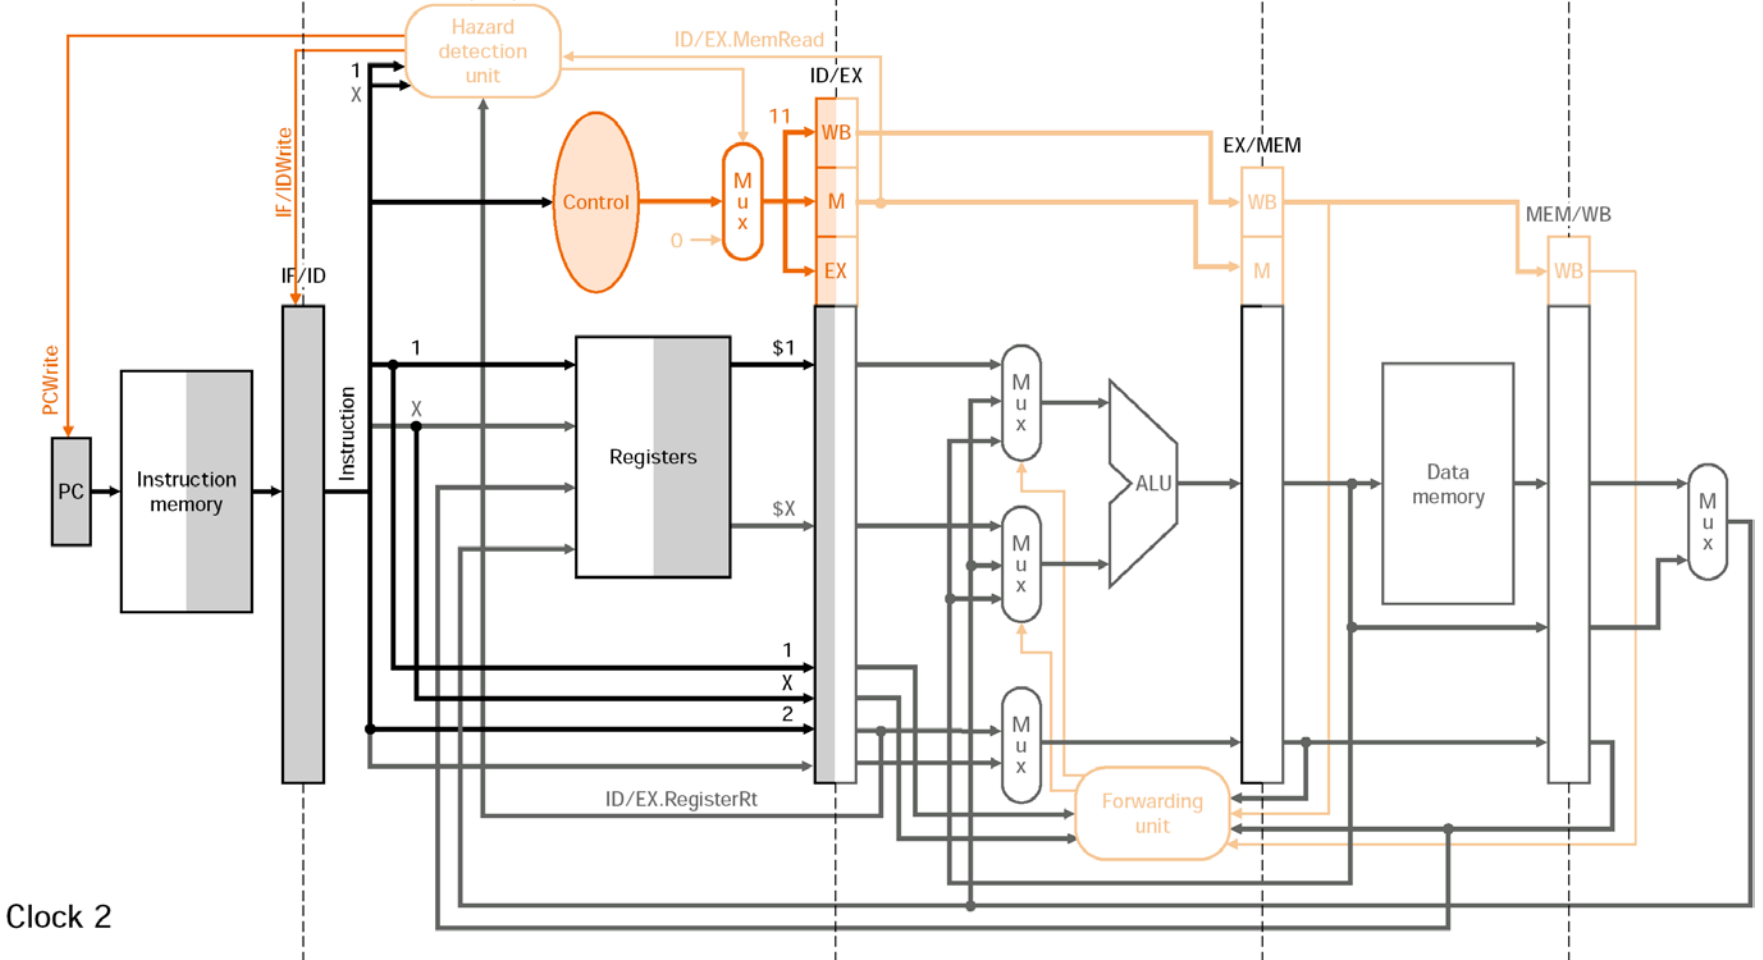 Hazard
detection
unit
ID/EX.MemRead
1
X
ID/EX
11
WB
EX/MEM
IF/IDWrite
Control
M
u
x
M
WB
MEM/WB
0
EX
M
WB
IF/ID
PCWrite
1
$1
Instruction
X
M
u
x
Registers
PC
Instruction
memory
$X
ALU
Data
memory
M
u
x
M
u
x
1
X
2
M
u
x
ID/EX.RegisterRt
Forwarding
unit
Clock 2